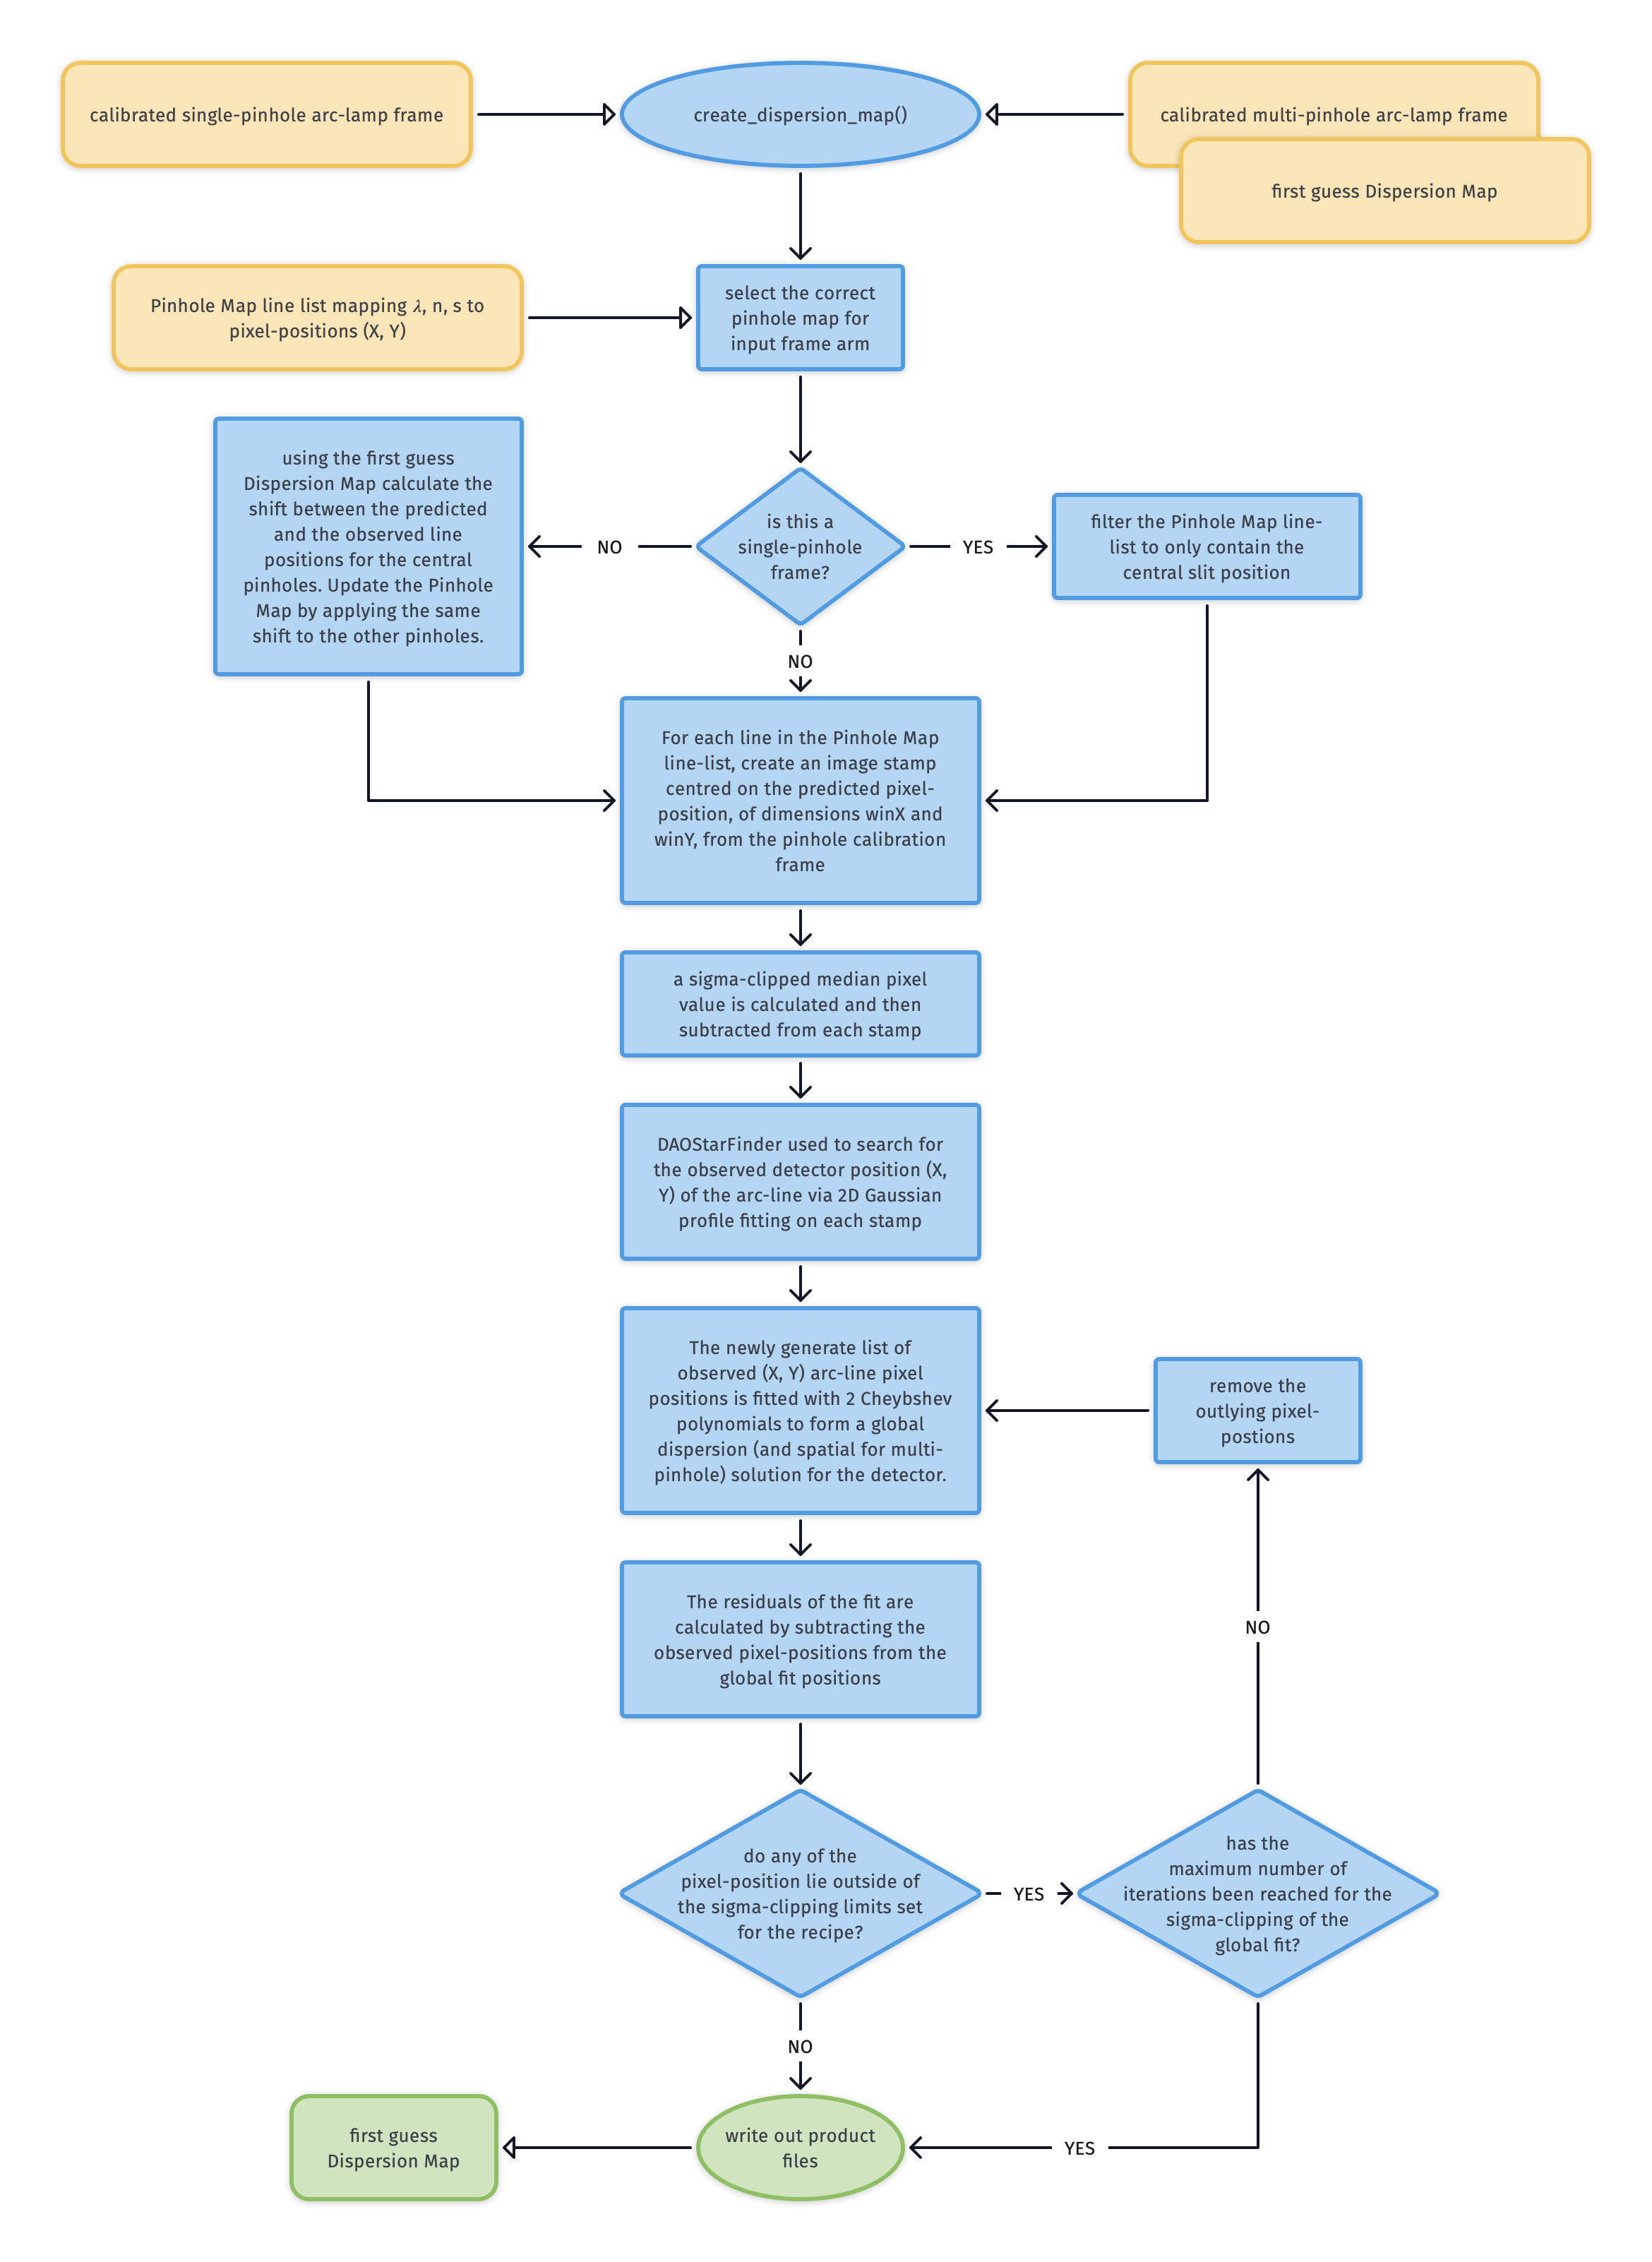 calibrated single-pinhole arc-lamp frame
create_dispersion_map()
calibrated multi-pinhole arc-lamp frame
first guess Dispersion Map
Pinhole Map line list mapping λ, n, s to
pixel-positions (X, Y)
select the correct
pinhole map for
input frame arm
using the first guess
Dispersion Map calculate the
shift between the predicted
and the observed line
positions for the central
pinholes. Update the Pinhole
Map by applying the same
shift to the other pinholes.
NO
is this a
single-pinhole
frame?
YES
filter the Pinhole Map line-
list to only contain the
central slit position
NO
For each line in the Pinhole Map
line-list, create an image stamp
centred on the predicted pixel-
position, of dimensions winX and
winY, from the pinhole calibration
frame
a sigma-clipped median pixel
value is calculated and then
subtracted from each stamp
DAOStarFinder used to search for
the observed detector position (X,
Y) of the arc-line via 2D Gaussian
profile fitting on each stamp
The newly generate list of
observed (X, Y) arc-line pixel
positions is fitted with 2 Cheybshev
polynomials to form a global
dispersion (and spatial for multi-
pinhole) solution for the detector.
remove the
outlying pixel-
postions
The residuals of the fit are
calculated by subtracting the
observed pixel-positions from the
global fit positions
NO
do any of the
pixel-position lie outside of
the sigma-clipping limits set
for the recipe?
YES
has the
maximum number of
iterations been reached for the
sigma-clipping of the
global fit?
NO
first guess
Dispersion Map
write out product
files
YES